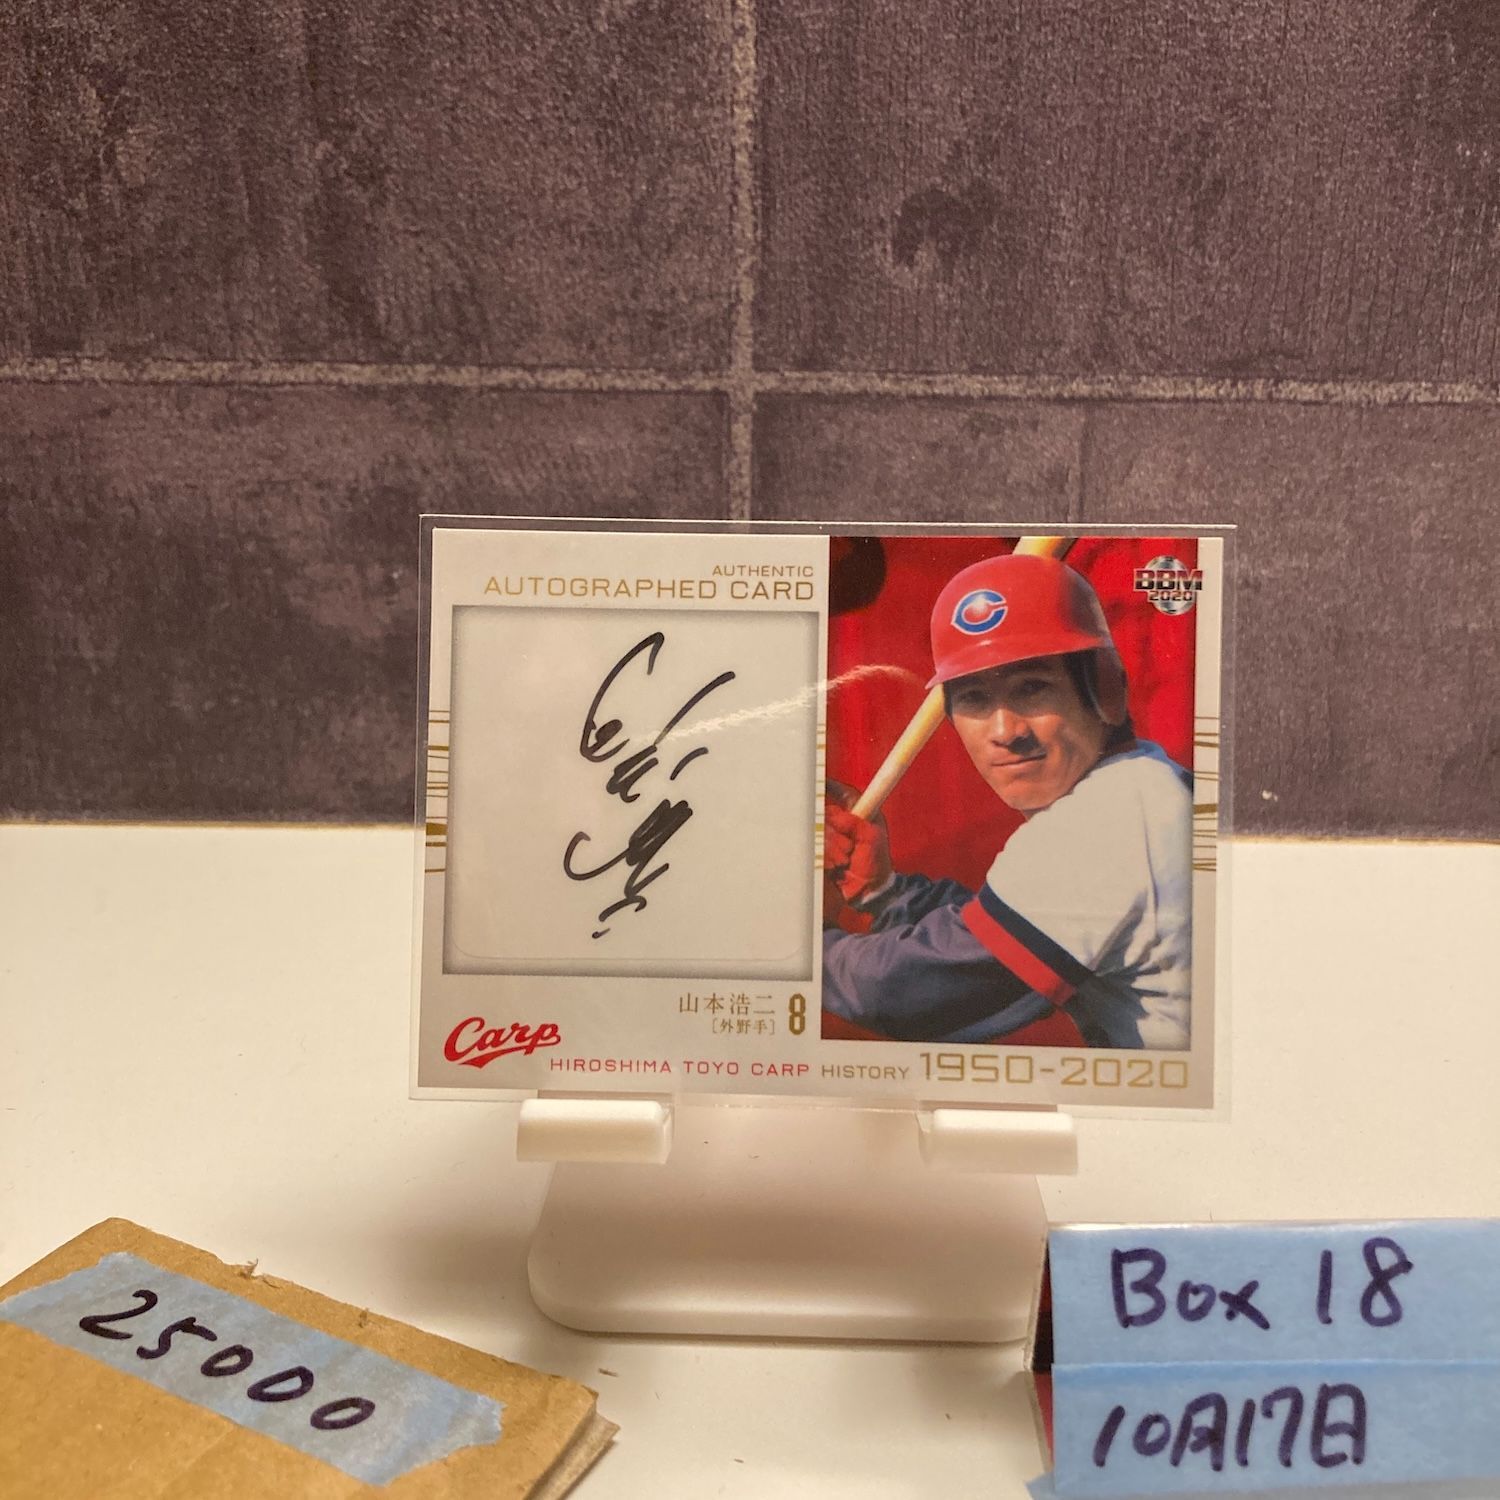 AUTHENTIC
AUTOGRAPHED CARD
BBM
2020
C
山本浩二 8
[外野手]
Carp
HIROSHIMA TOYO CARP HISTORY 1950-2020
25000
Box 18
10月17日